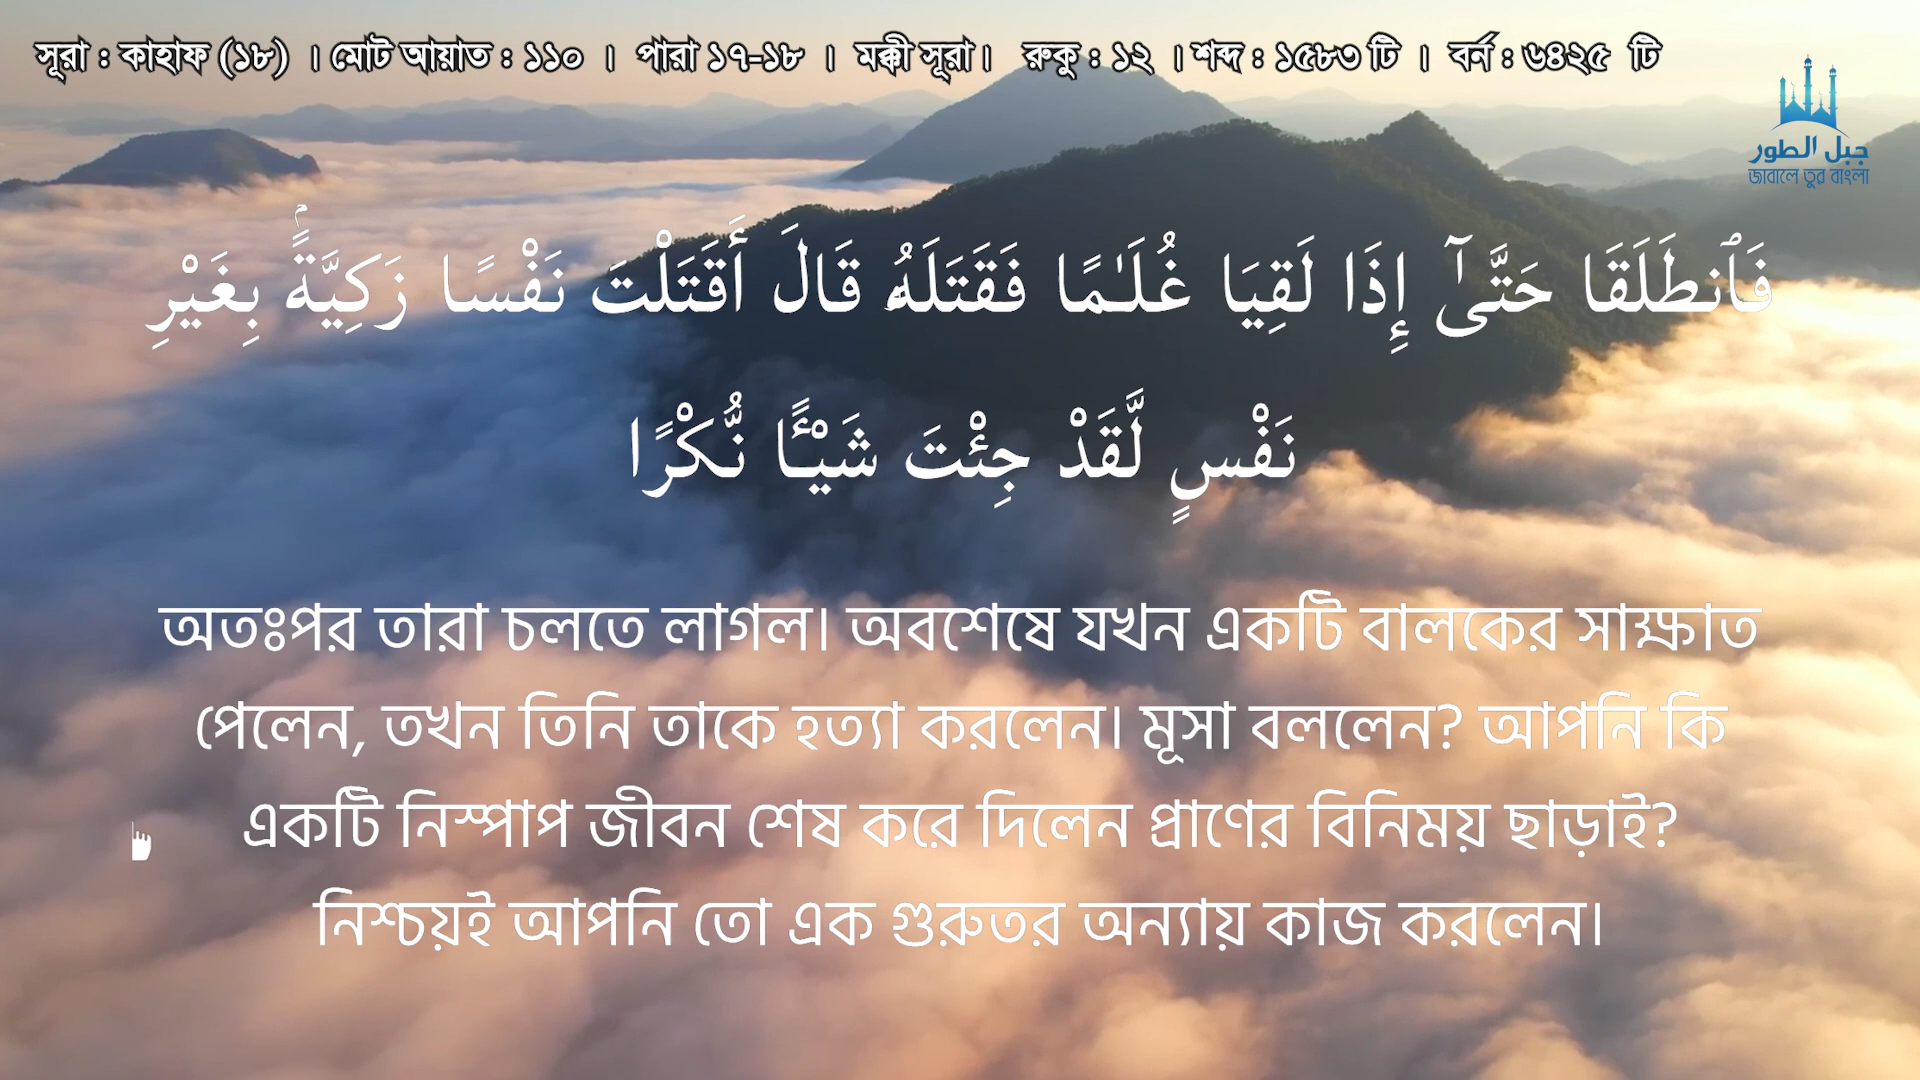 সূরা : কাহাফ (১৮) । মোট আয়াত : ১১০ । পারা ১৭-১৮ । মক্কী সূরা। রুকু : ১২ । শব্দ : ১৫৮৩ টি । বর্ন : ৬৪২৫ টি
جبل الطور
জাবালে তুর বাংলা
فَٱنطَلَقَا حَتَّىٰٓ إِذَا لَقِيَا غُلَـٰمًا فَقَتَلَهُۥ قَالَ أَقَتَلْتَ نَفْسًا زَكِيَّةًۢ بِغَيْرِ
نَفْسٍ لَّقَدْ جِئْتَ شَيْـًٔا نُّكْرًا
অতঃপর তারা চলতে লাগল। অবশেষে যখন একটি বালকের সাক্ষাত
পেলেন, তখন তিনি তাকে হত্যা করলেন। মূসা বললেন? আপনি কি
একটি নিস্পাপ জীবন শেষ করে দিলেন প্রাণের বিনিময় ছাড়াই?
নিশ্চয়ই আপনি তো এক গুরুতর অন্যায় কাজ করলেন।